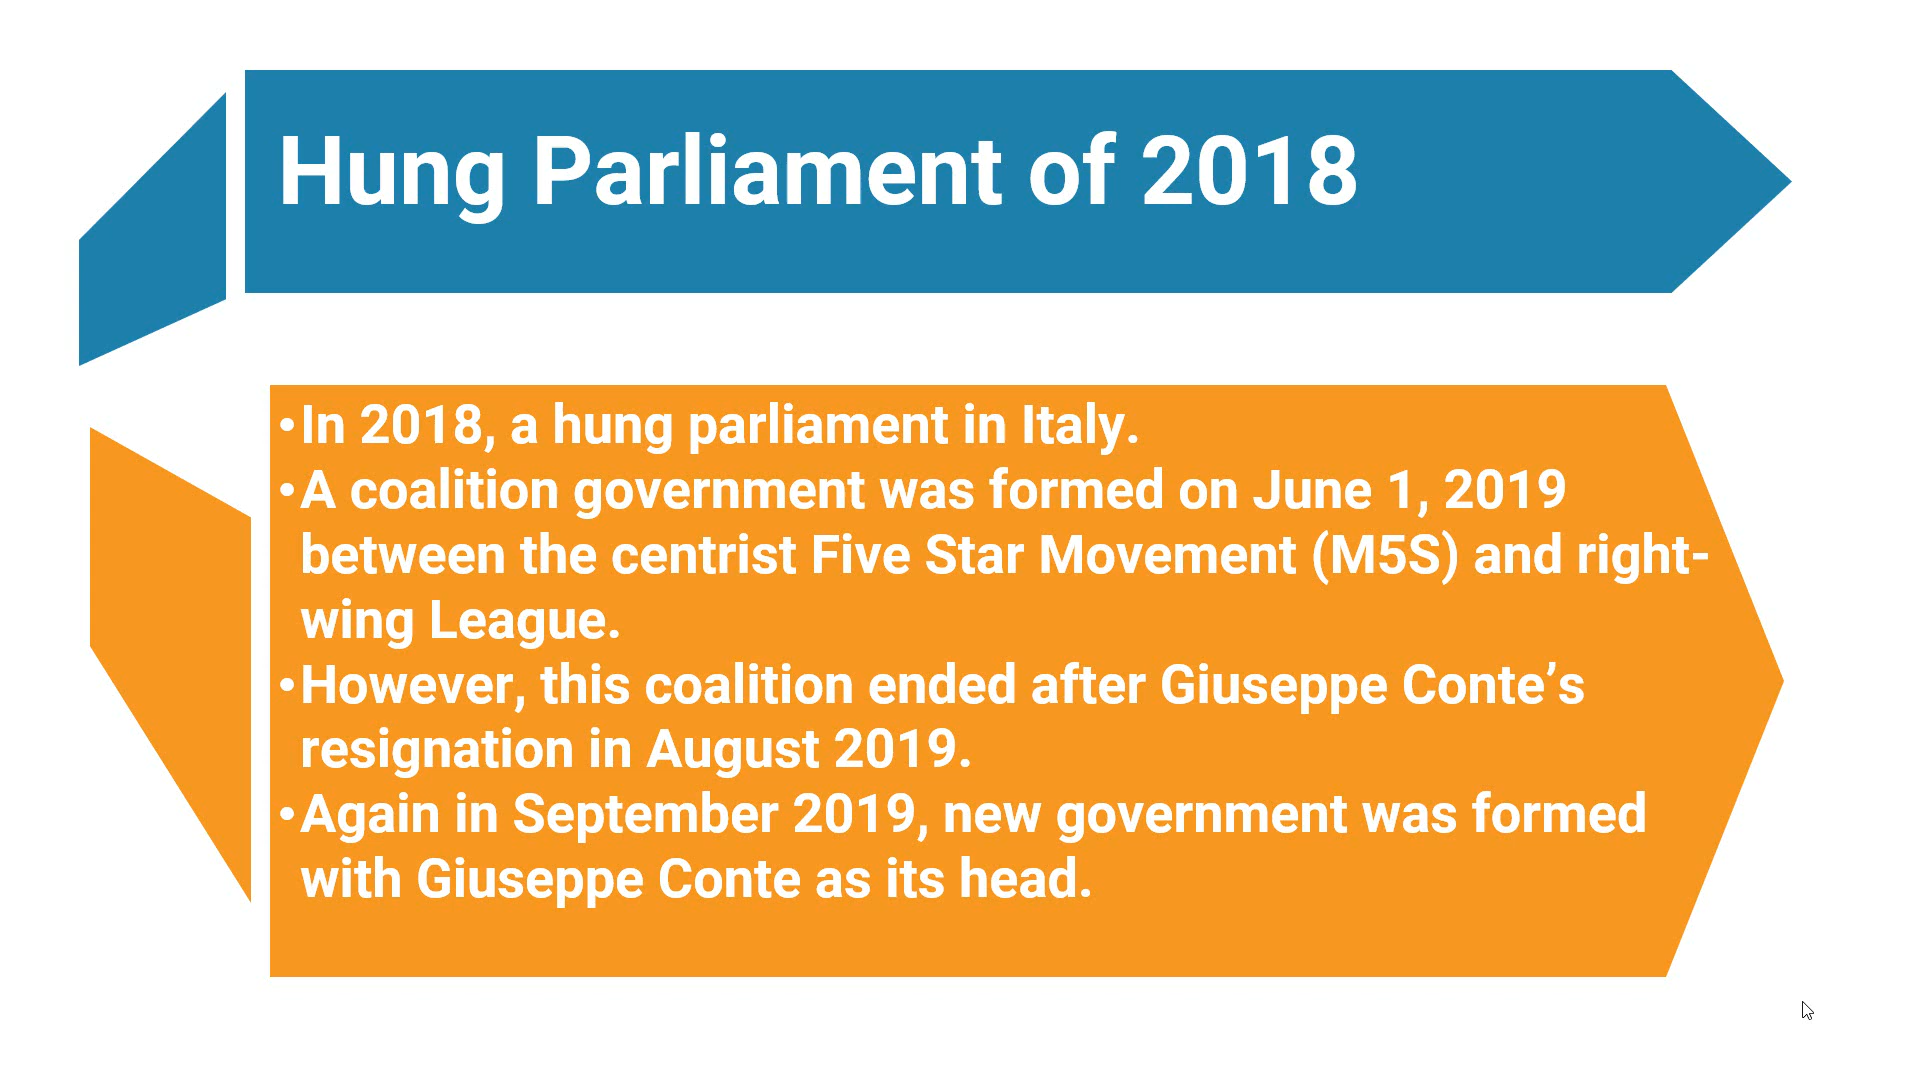 Hung Parliament of 2018
•In 2018, a hung parliament in Italy.
•A coalition government was formed on June 1, 2019
between the centrist Five Star Movement (M5S) and right-
wing League.
•However, this coalition ended after Giuseppe Conte’s
resignation in August 2019.
•Again in September 2019, new government was formed
with Giuseppe Conte as its head.